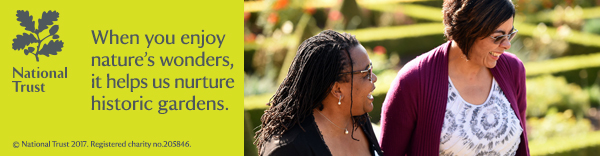 National
Trust
When you enjoy
nature's wonders,
it helps us nurture
historic gardens.
© National Trust 2017. Registered charity no.205846.